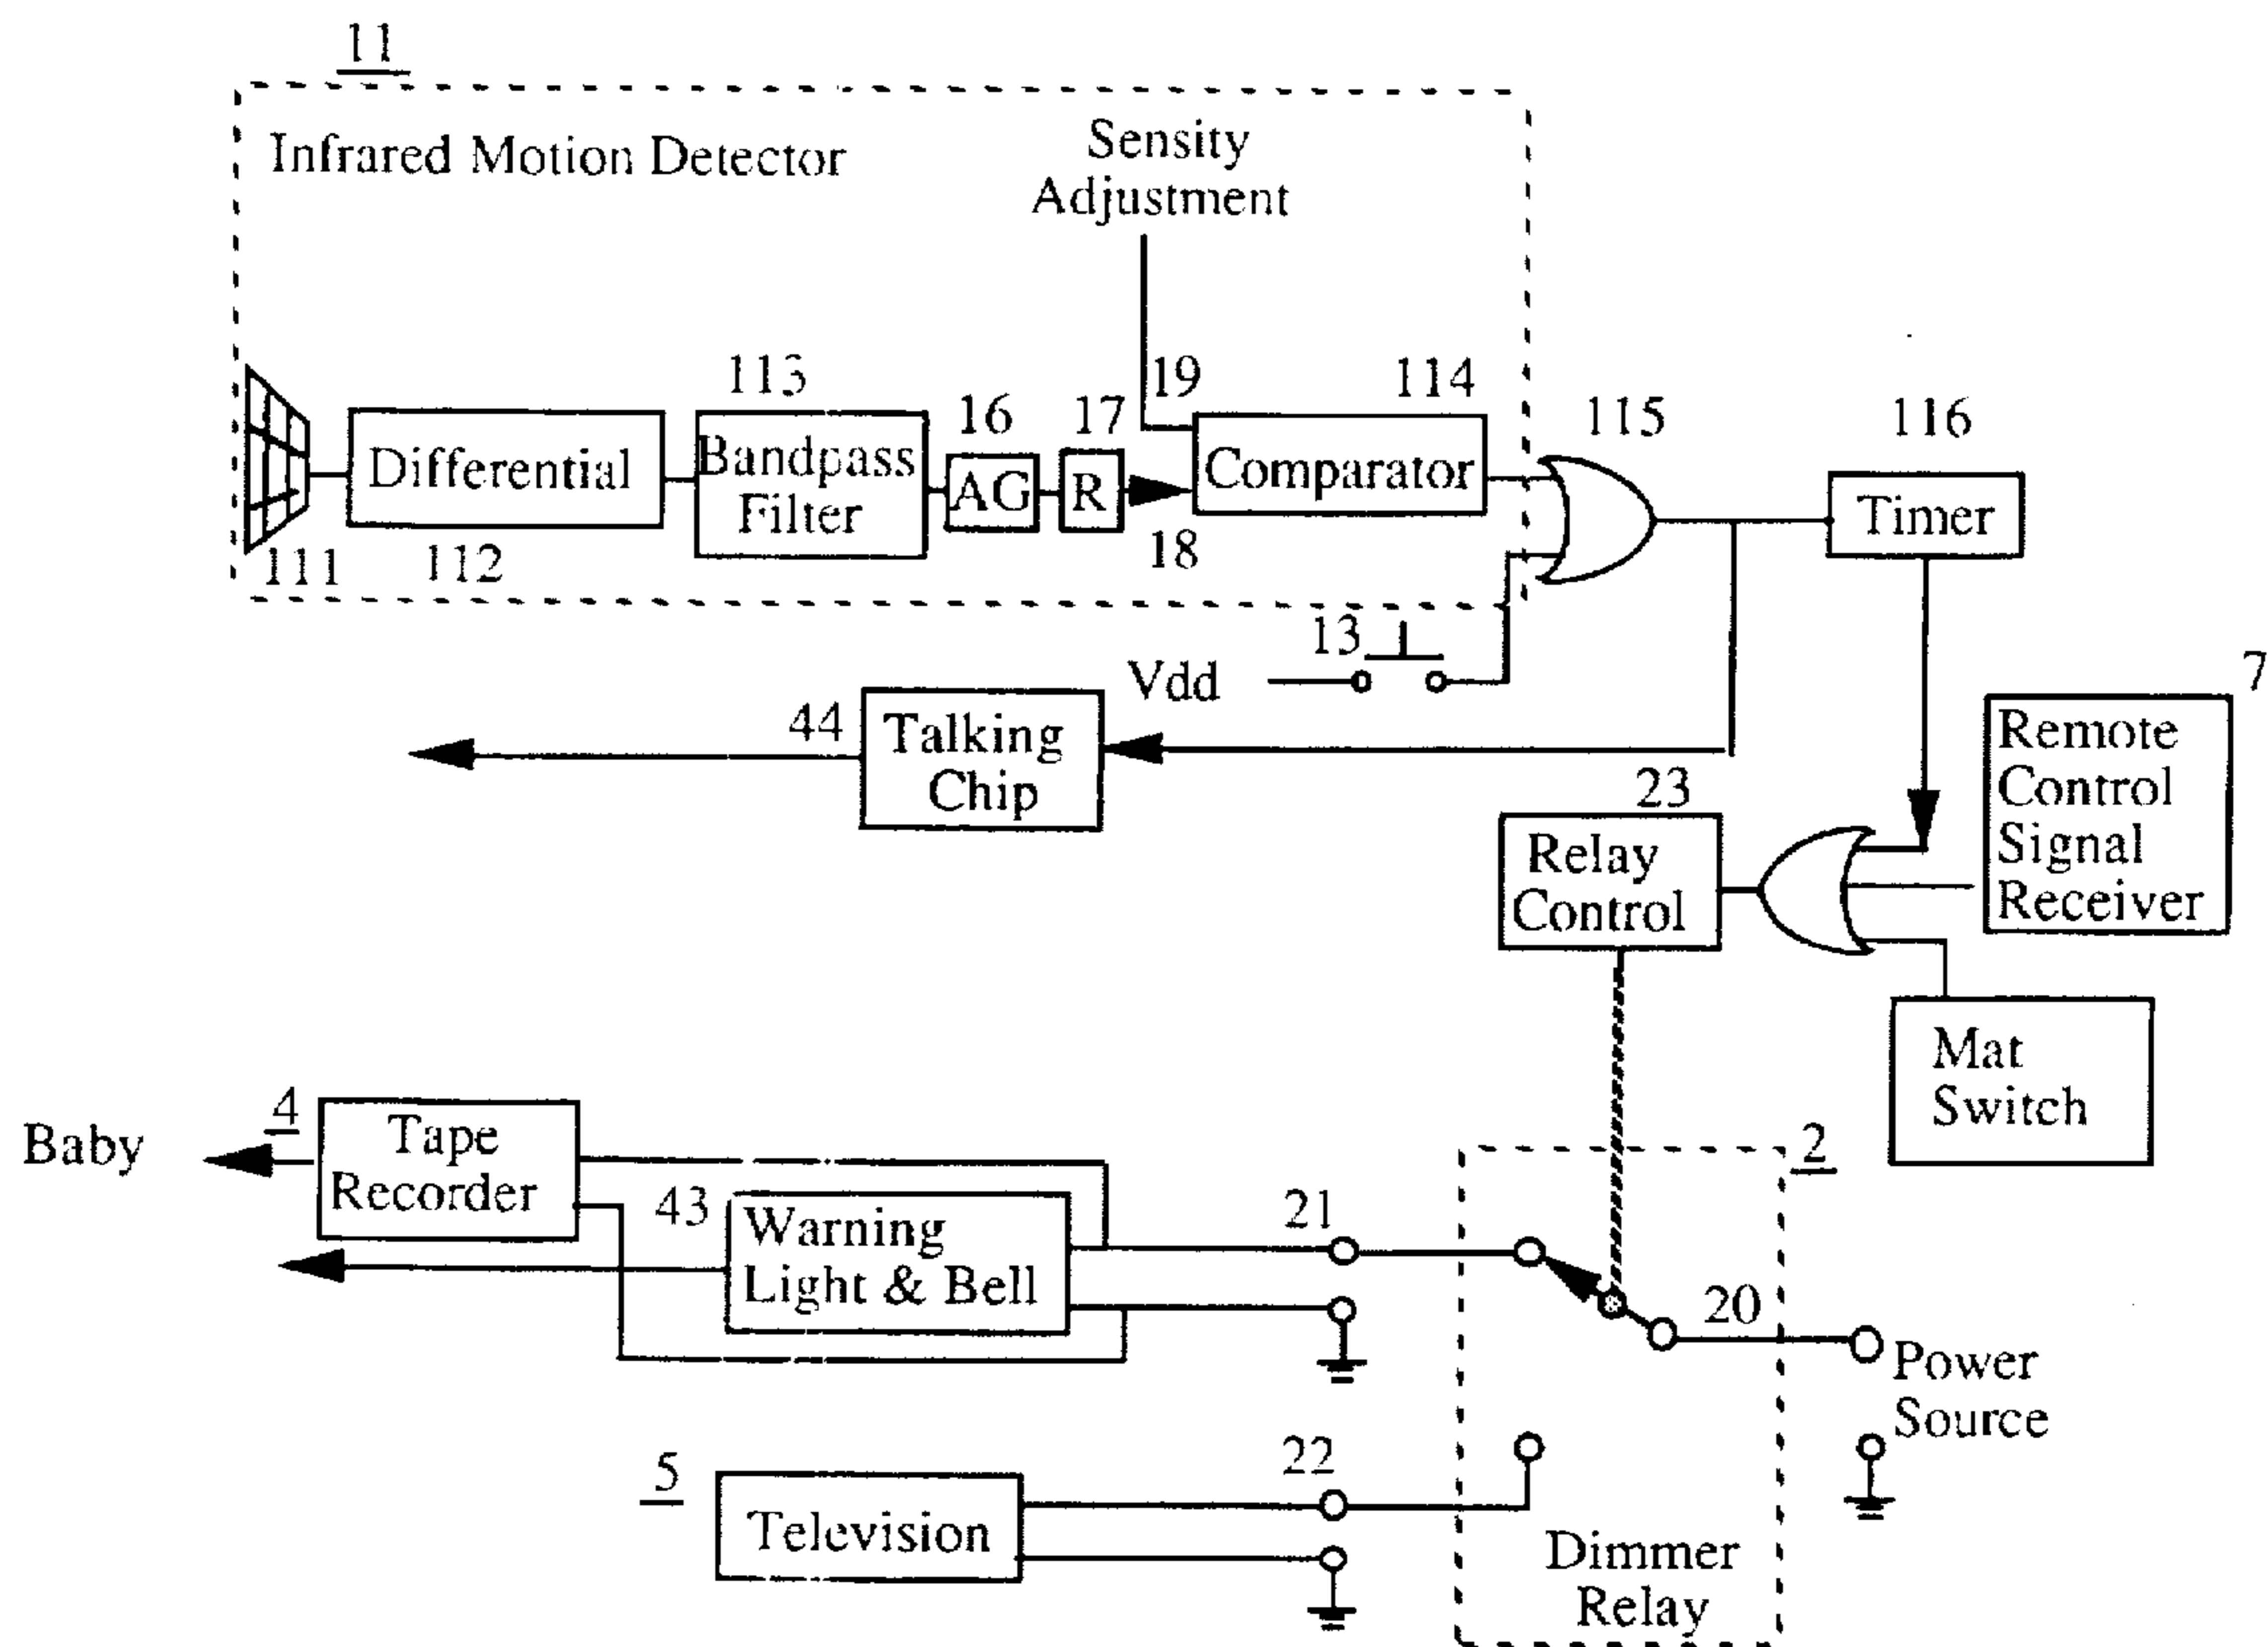 11
Infrared Motion Detector
Sensity
Adjustment
113
16
17
19
114
115
116
Differential
Bandpass
Filter
AG
R
Comparator
Timer
111
112
18
13
Vdd
7
44
Talking
Chip
Remote
Control
Signal
Receiver
23
Relay
Control
Mat
Switch
Baby
4
Tape
Recorder
43
Warning
Light & Bell
21
2
20
Power
Source
5
Television
22
Dimmer
Relay